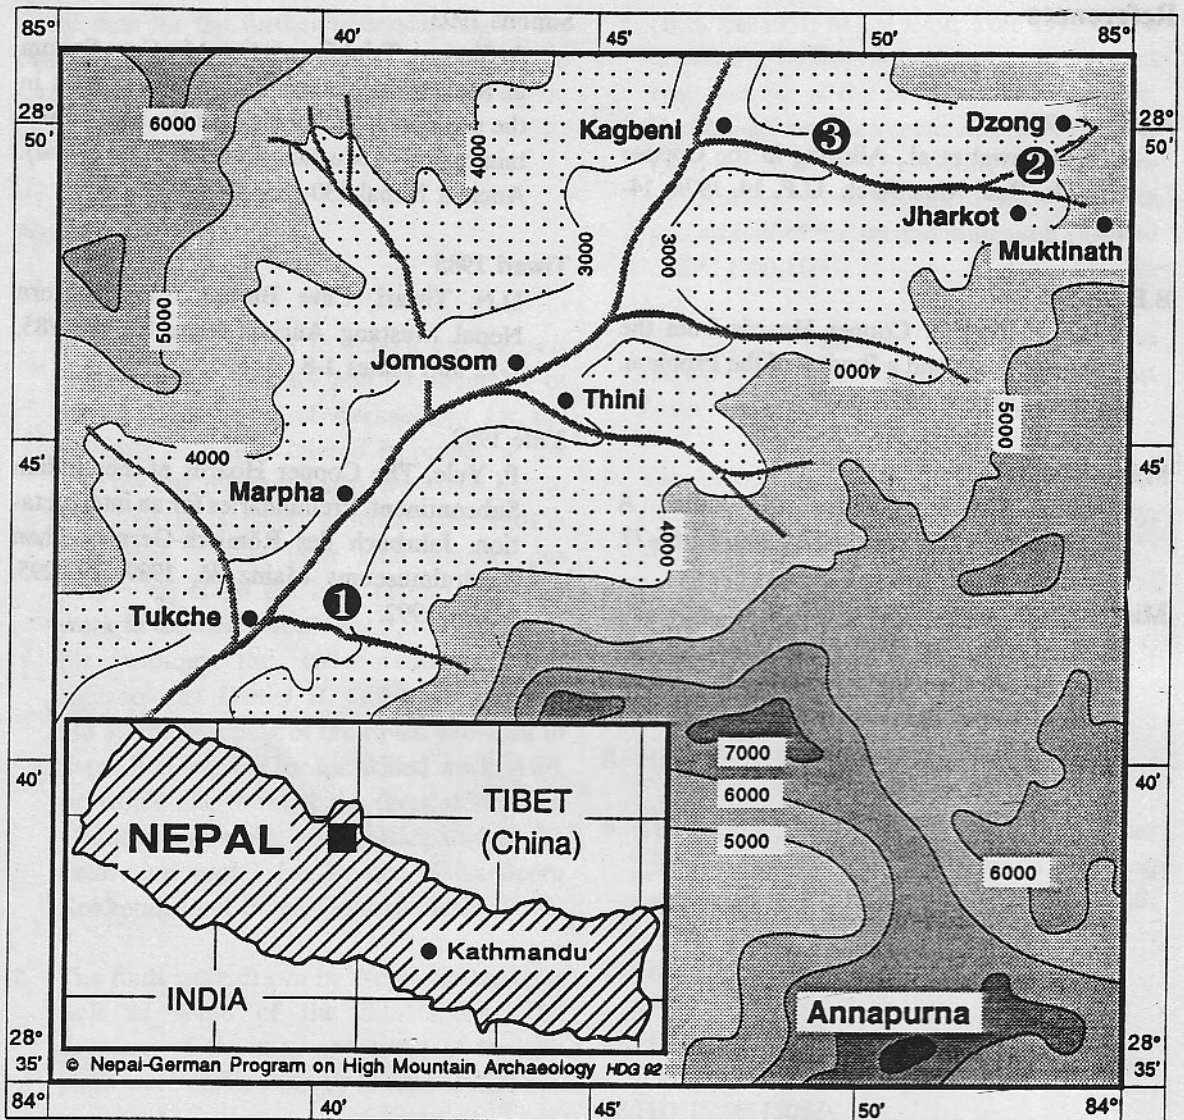 85°
40'
45'
50'
85°
28°
50'
6000
4000
Kagbeni
3
Dzong
2
28°
50'
Jharkot
Muktinath
3000
3000
5000
Jomosom
Thini
4000
5000
45'
4000
Marpha
4000
45'
1
Tukche
40'
7000
6000
5000
6000
40'
NEPAL
TIBET
(China)
Kathmandu
INDIA
Annapurna
28°
35'
© Nepal-German Program on High Mountain Archaeology HDG 92
28°
35'
84°
40'
45'
50'
84°